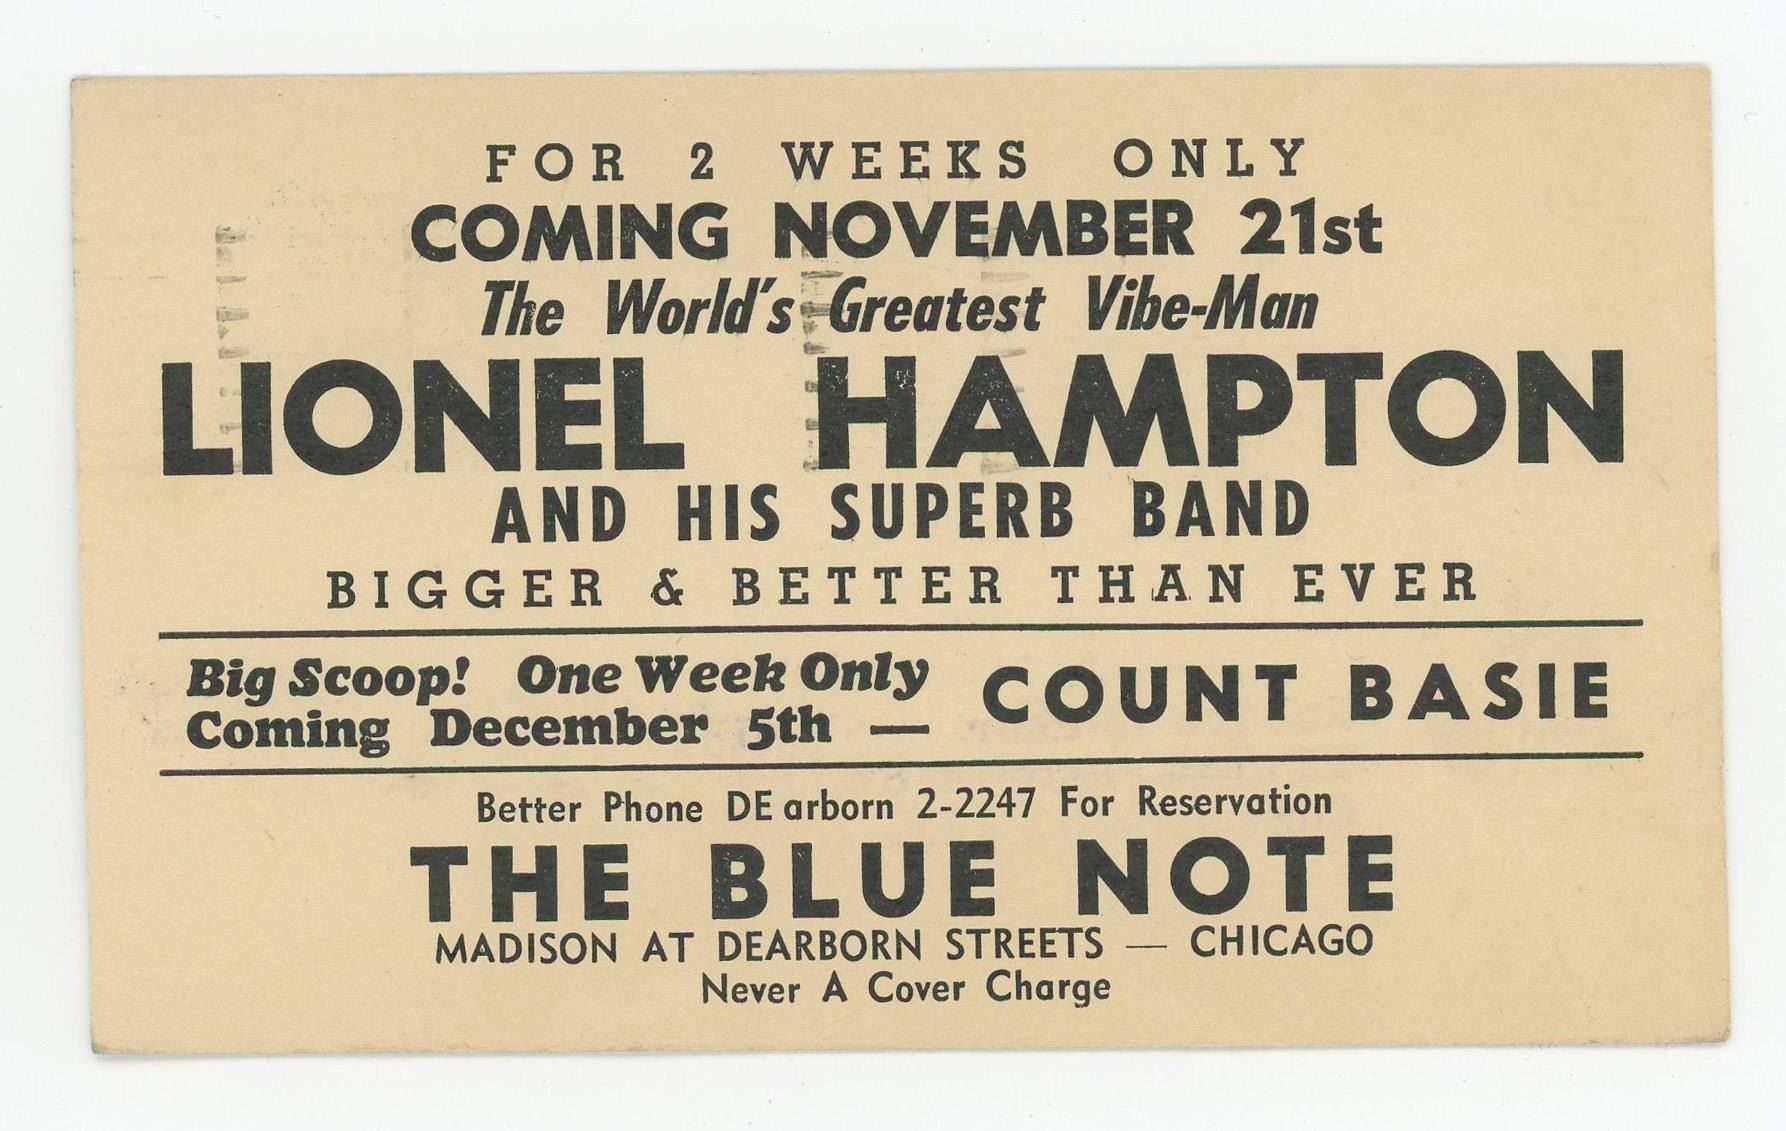 FOR 2 WEEKS ONLY
COMING NOVEMBER 21st
The World's Greatest Vibe-Man
LIONEL HAMPTON
AND HIS SUPERB BAND
BIGGER & BETTER THAN EVER
Big Scoop! One Week Only
Coming December 5th — COUNT BASIE
Better Phone DEarborn 2-2247 For Reservation
THE BLUE NOTE
MADISON AT DEARBORN STREETS — CHICAGO
Never A Cover Charge